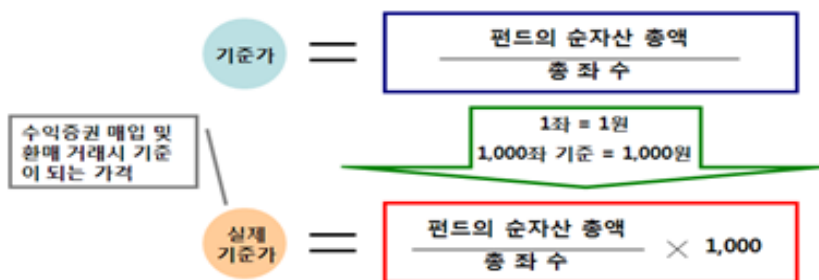 기준가
=
펀드의 순자산 총액
총 좌 수
수익증권 매입 및
환매 거래시 기준
이 되는 가격
1좌 = 1원
1,000좌 기준 = 1,000원
실제
기준가
=
펀드의 순자산 총액
총 좌 수
× 1,000